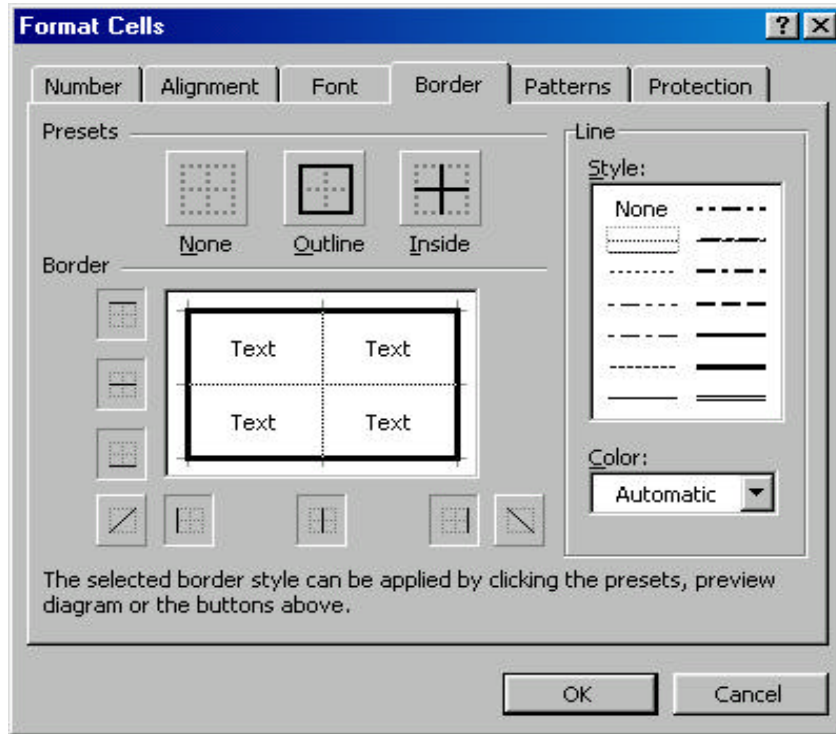 Format Cells
Number Alignment Font Border Patterns Protection
Presets
None Outline Inside
Border
Text Text
Text Text
Line
Style:
None
Color:
Automatic
The selected border style can be applied by clicking the presets, preview
diagram or the buttons above.
OK Cancel